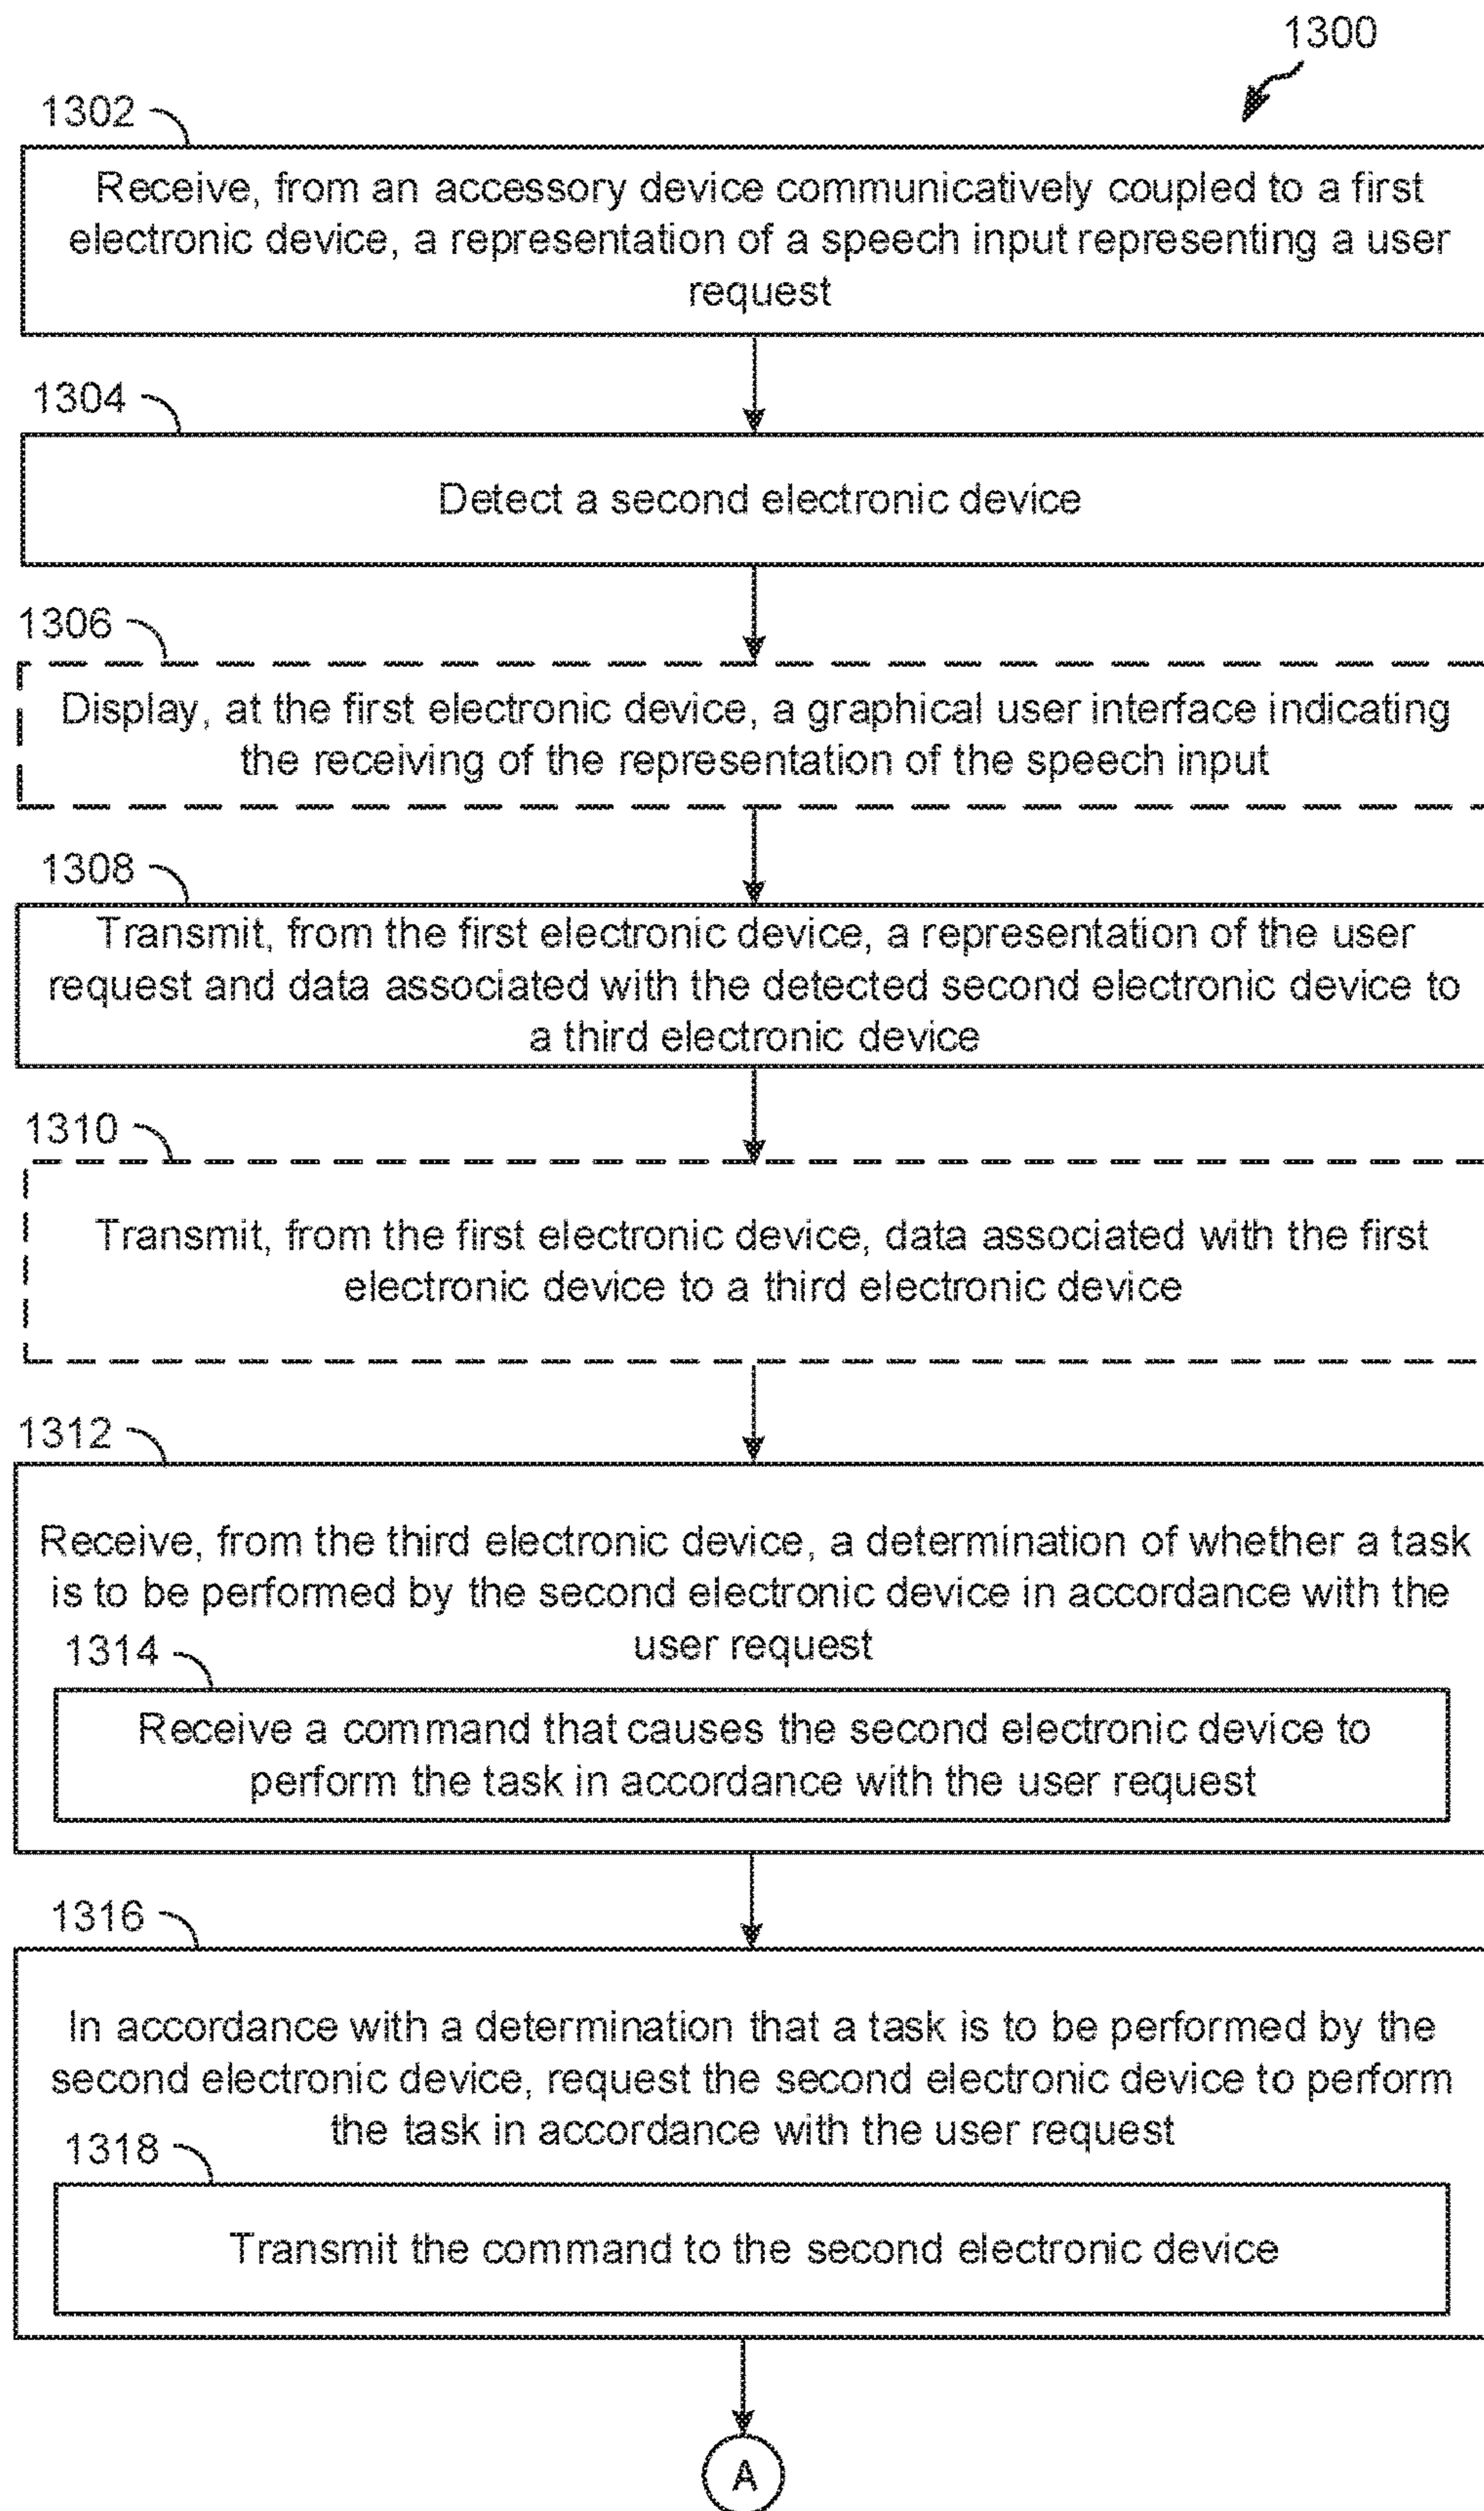 1300
1302
Receive, from an accessory device communicatively coupled to a first
electronic device, a representation of a speech input representing a user
request
1304
Detect a second electronic device
1306
Display, at the first electronic device, a graphical user interface indicating
the receiving of the representation of the speech input
1308
Transmit, from the first electronic device, a representation of the user
request and data associated with the detected second electronic device to
a third electronic device
1310
Transmit, from the first electronic device, data associated with the first
electronic device to a third electronic device
1312
Receive, from the third electronic device, a determination of whether a task
is to be performed by the second electronic device in accordance with the
user request
1314
Receive a command that causes the second electronic device to
perform the task in accordance with the user request
1316
In accordance with a determination that a task is to be performed by the
second electronic device, request the second electronic device to perform
the task in accordance with the user request
1318
Transmit the command to the second electronic device
A